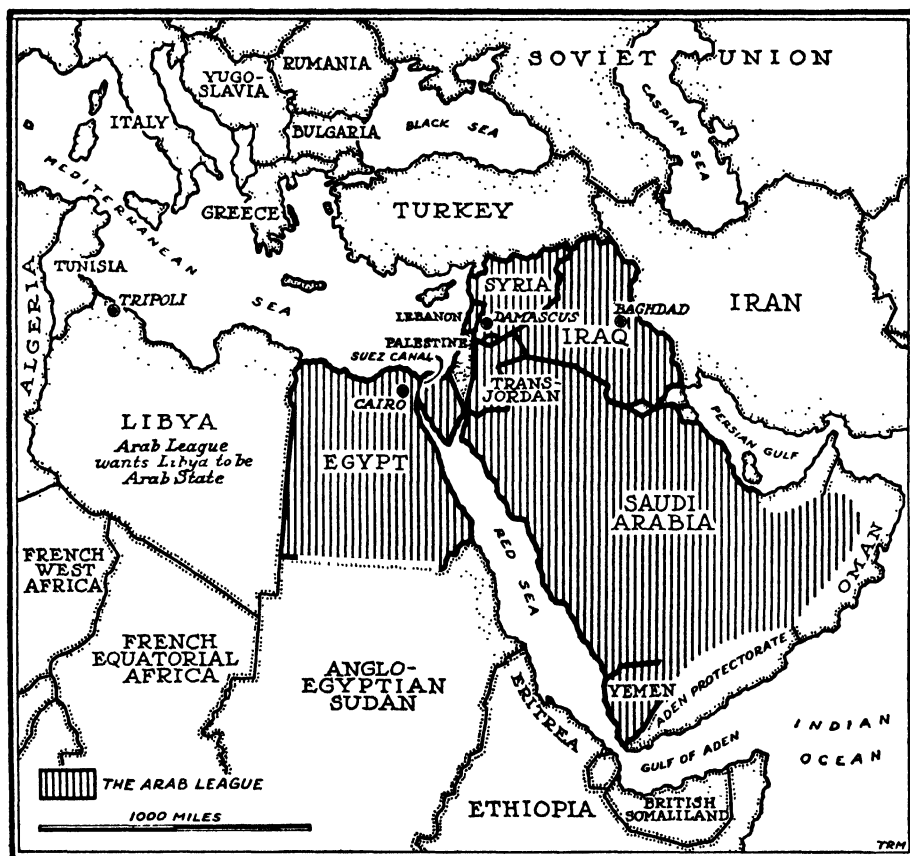 SOVIET UNION
RUMANIA
YUGO-
SLAVIA
CASPIAN SEA
ITALY
BULGARIA
BLACK SEA
MEDITERRANEAN
SEA
GREECE
TURKEY
TUNISIA
ALGERIA
TRIPOLI
SYRIA
LEBANON
DAMASCUS
BAGHDAD
IRAN
IRAQ
PALESTINE
SUEZ CANAL
TRANS-
JORDAN
CAIRO
LIBYA
Arab League
wants Libya to be
Arab State
PERSIAN GULF
EGYPT
SAUDI
ARABIA
RED SEA
OMAN
FRENCH
WEST
AFRICA
FRENCH
EQUATORIAL
AFRICA
ANGLO-
EGYPTIAN
SUDAN
ERITREA
YEMEN
ADEN PROTECTORATE
INDIAN
OCEAN
GULF OF ADEN
THE ARAB LEAGUE
1000 MILES
ETHIOPIA
BRITISH
SOMALILAND
TRM